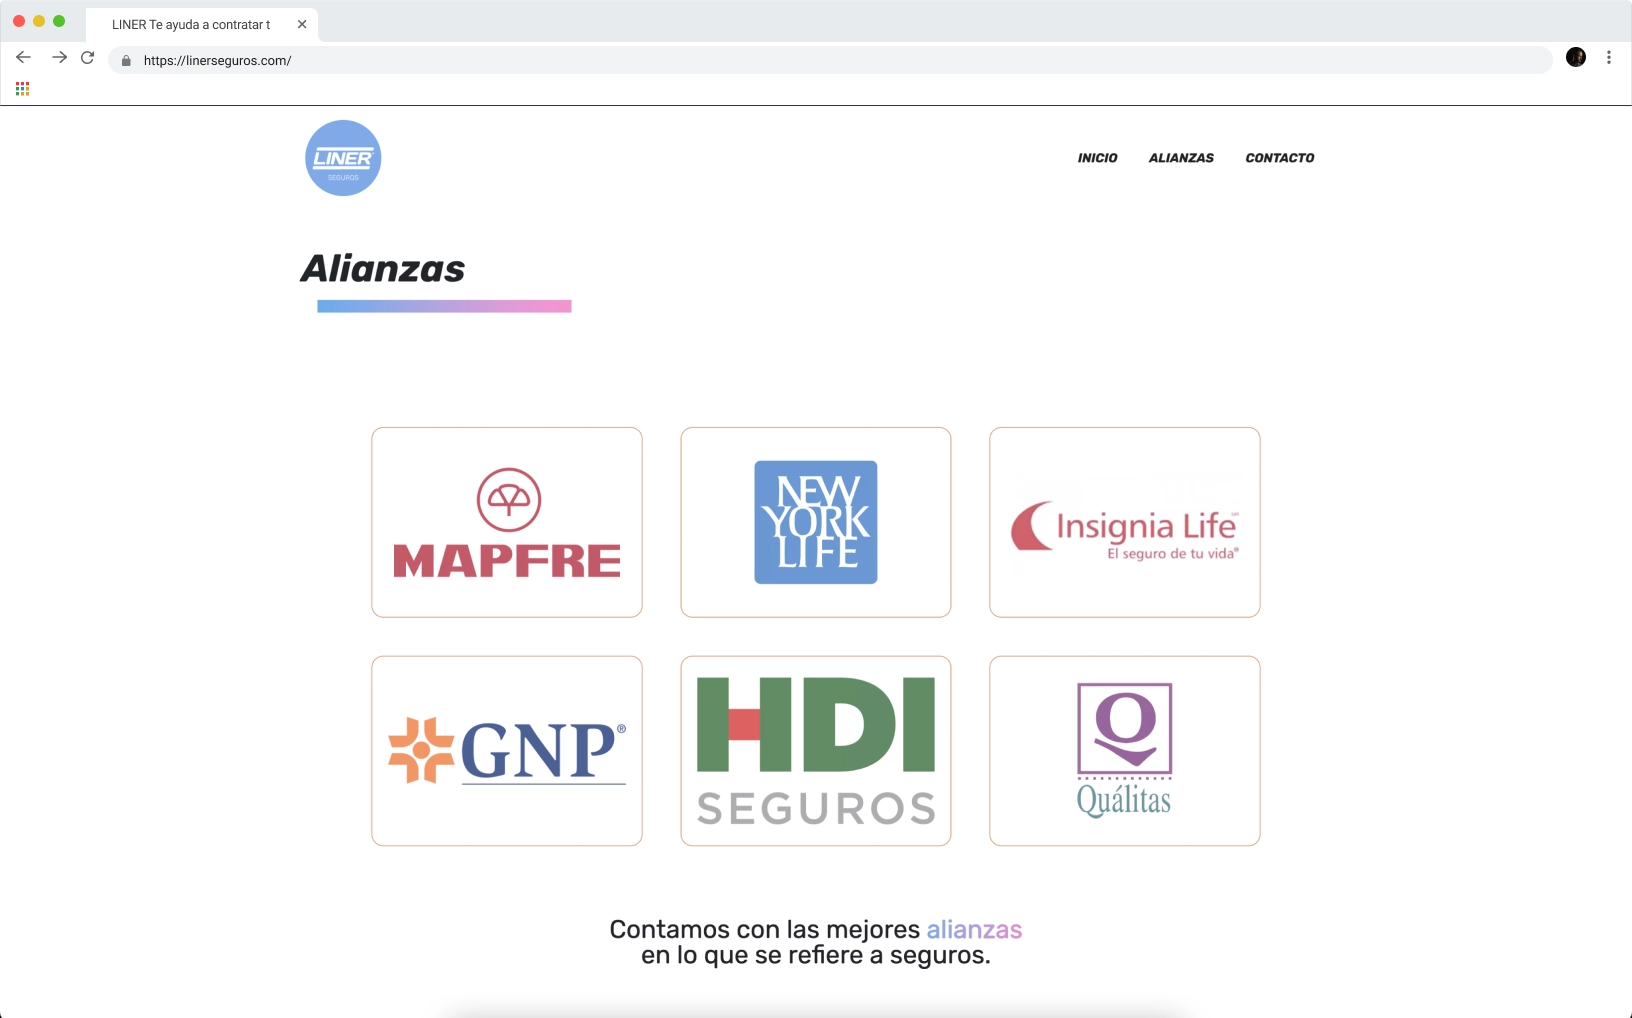 LINER Te ayuda a contratar t
https://linerseguros.com/
LINER
SEGUROS
INICIO
ALIANZAS
CONTACTO
Alianzas
MAPFRE
NEW
YORK
LIFE
Insignia Life
El seguro de tu vida®
GNP®
HDI
SEGUROS
Q
Quálitas
Contamos con las mejores alianzas
en lo que se refiere a seguros.